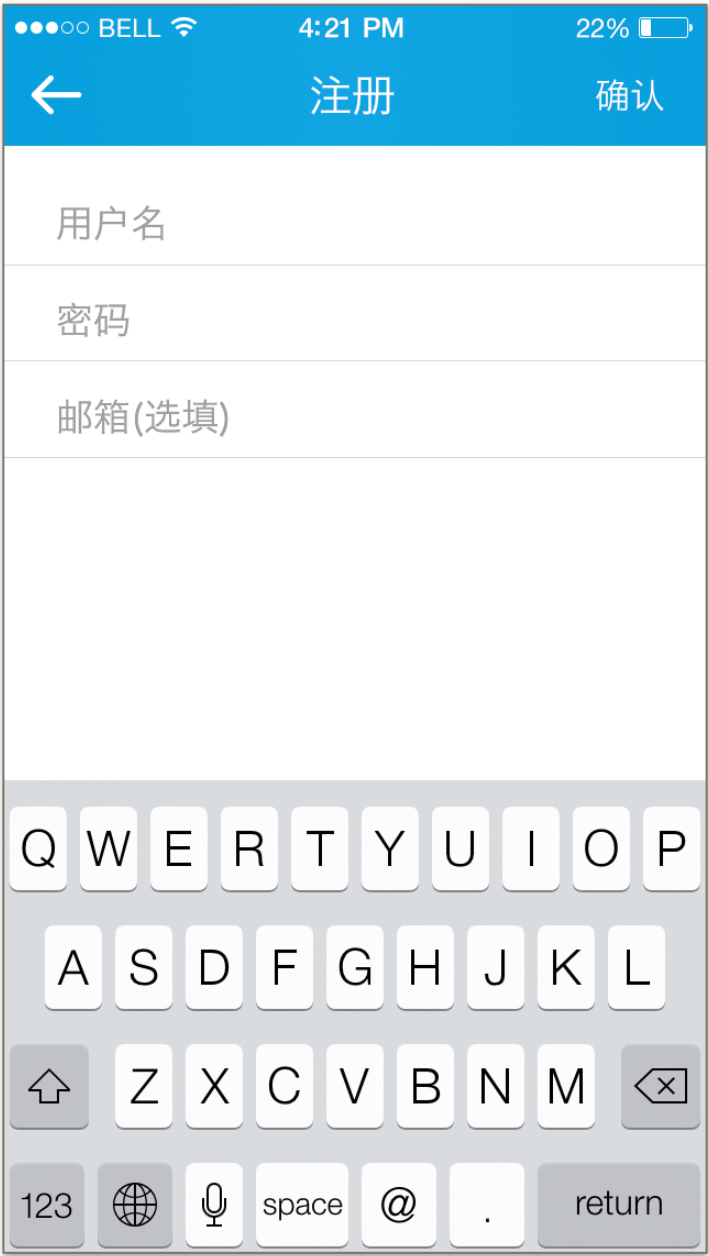 BELL 4:21 PM 22%
注册 确认
用户名
密码
邮箱(选填)
Q W E R T Y U I O P
A S D F G H J K L
Z X C V B N M
123 space @ . return